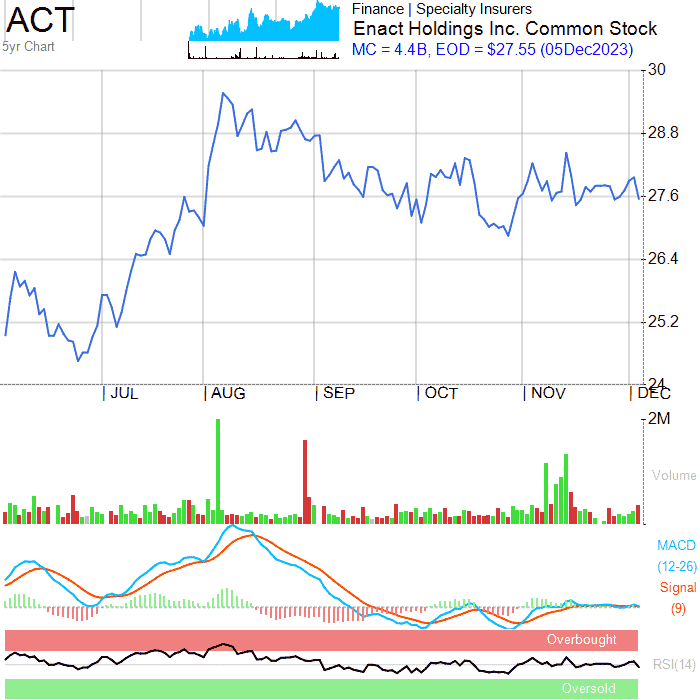 ACT
5yr Chart
Finance | Specialty Insurers
Enact Holdings Inc. Common Stock
MC = 4.4B, EOD = $27.55 (05Dec2023)
30
28.8
27.6
26.4
25.2
24
| JUL | AUG | SEP | OCT | NOV | DEC
2M
Volume
MACD
(12-26)
Signal
(9)
Overbought
RSI(14)
Oversold